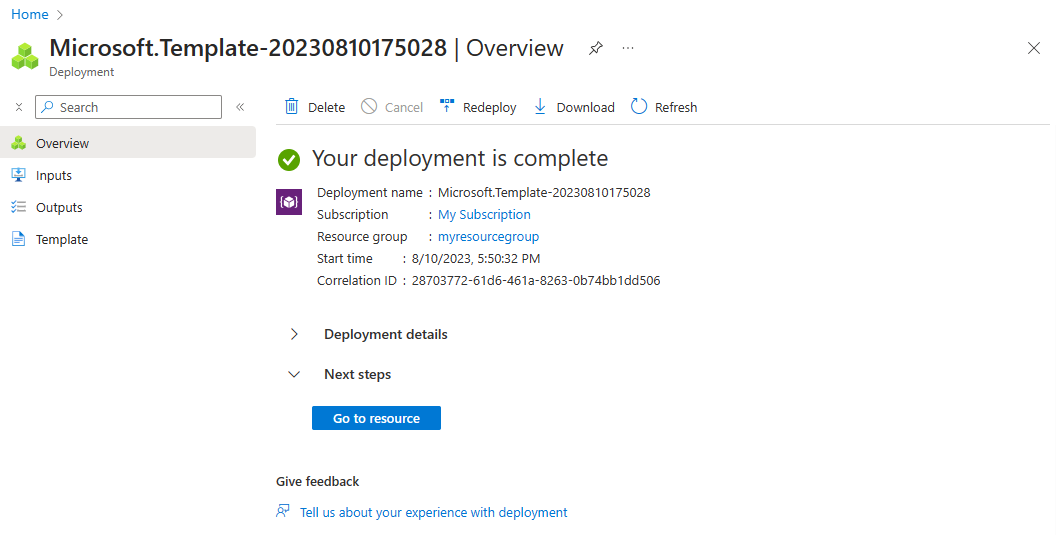 Home
Microsoft.Template-20230810175028 | Overview
Deployment
Search
Delete Cancel Redeploy Download Refresh
Overview
Inputs
Outputs
Template
Your deployment is complete
Deployment name : Microsoft.Template-20230810175028
Subscription : My Subscription
Resource group : myresourcegroup
Start time : 8/10/2023, 5:50:32 PM
Correlation ID : 28703772-61d6-461a-8263-0b74bb1dd506
Deployment details
Next steps
Go to resource
Give feedback
Tell us about your experience with deployment